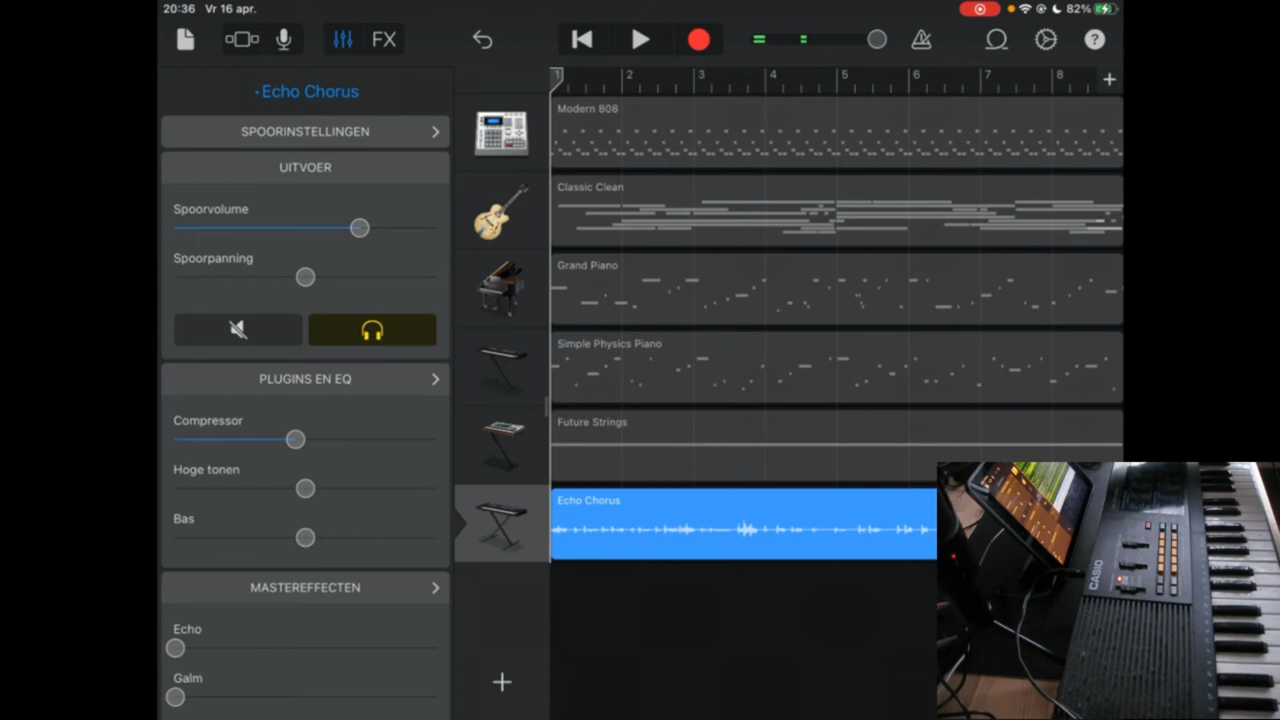 20:36 Vr 16 apr.
82%
FX
?
Echo Chorus
SPOORINSTELLINGEN
UITVOER
Spoorvolume
Spoorpanning
PLUGINS EN EQ
Compressor
Hoge tonen
Bas
MASTEREFFECTEN
Echo
Galm
1 2 3 4 5 6 7 8 +
Modern 808
Classic Clean
Grand Piano
Simple Physics Piano
Future Strings
Echo Chorus
+
CASIO